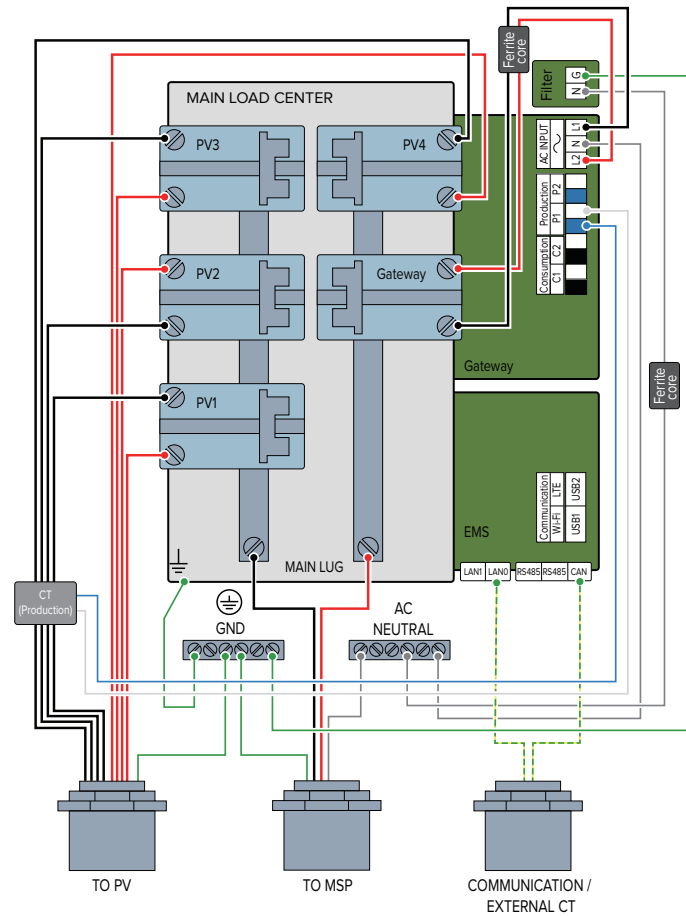 Ferrite
core
Filter
G
N
MAIN LOAD CENTER
PV3
PV4
AC INPUT
L1
N
L2
Production
P2
P1
Consumption
C2
C1
PV2
Gateway
Gateway
Ferrite
core
PV1
EMS
Communication
Wi-Fi LTE
USB1 USB2
MAIN LUG
LAN1 LAN0 RS485 RS485 CAN
CT
(Production)
GND
AC
NEUTRAL
TO PV
TO MSP
COMMUNICATION /
EXTERNAL CT